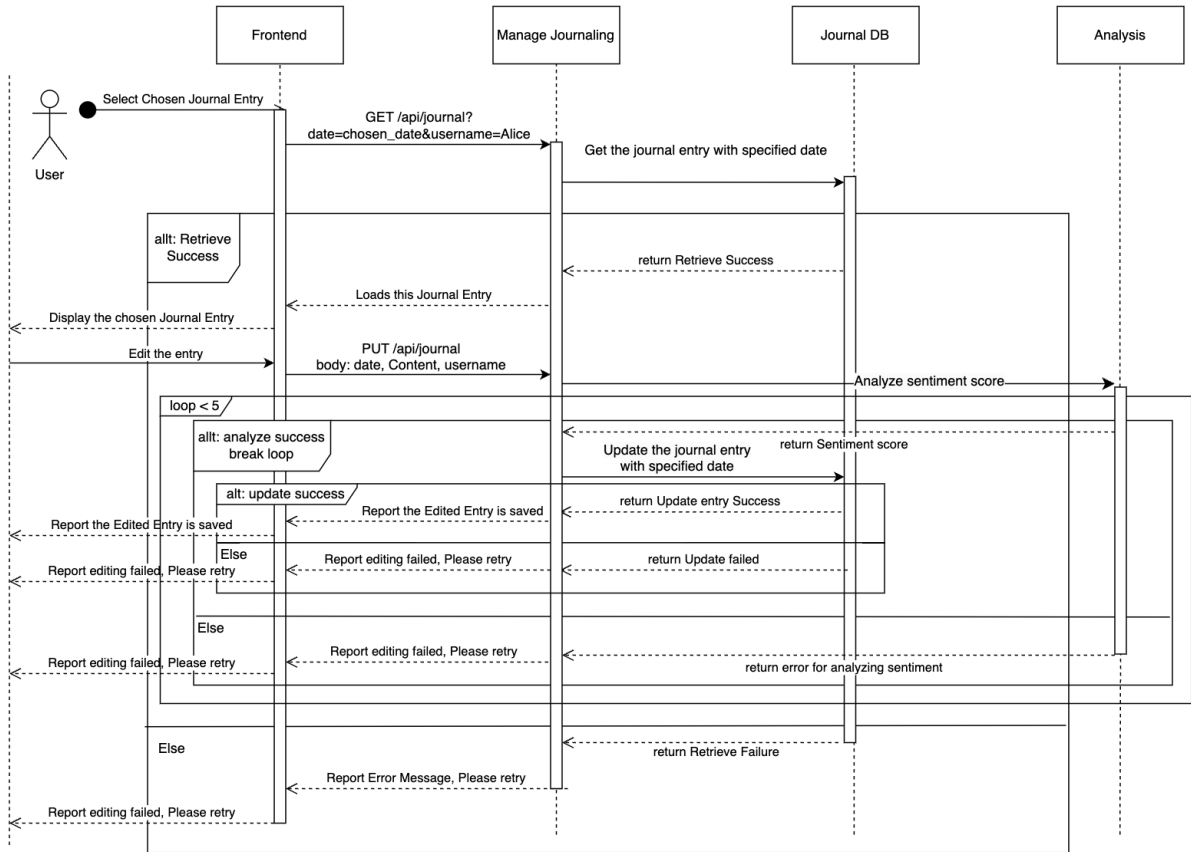 Frontend
Manage Journaling
Journal DB
Analysis
Select Chosen Journal Entry
User
GET /api/journal?
date=chosen_date&username=Alice
Get the journal entry with specified date
allt: Retrieve
Success
return Retrieve Success
Loads this Journal Entry
Display the chosen Journal Entry
Edit the entry
PUT /api/journal
body: date, Content, username
Analyze sentiment score
loop < 5
allt: analyze success
break loop
return Sentiment score
Update the journal entry
with specified date
alt: update success
return Update entry Success
Report the Edited Entry is saved
Report the Edited Entry is saved
Else
Report editing failed, Please retry
return Update failed
Report editing failed, Please retry
Else
Report editing failed, Please retry
Report editing failed, Please retry
return error for analyzing sentiment
Else
return Retrieve Failure
Report Error Message, Please retry
Report editing failed, Please retry